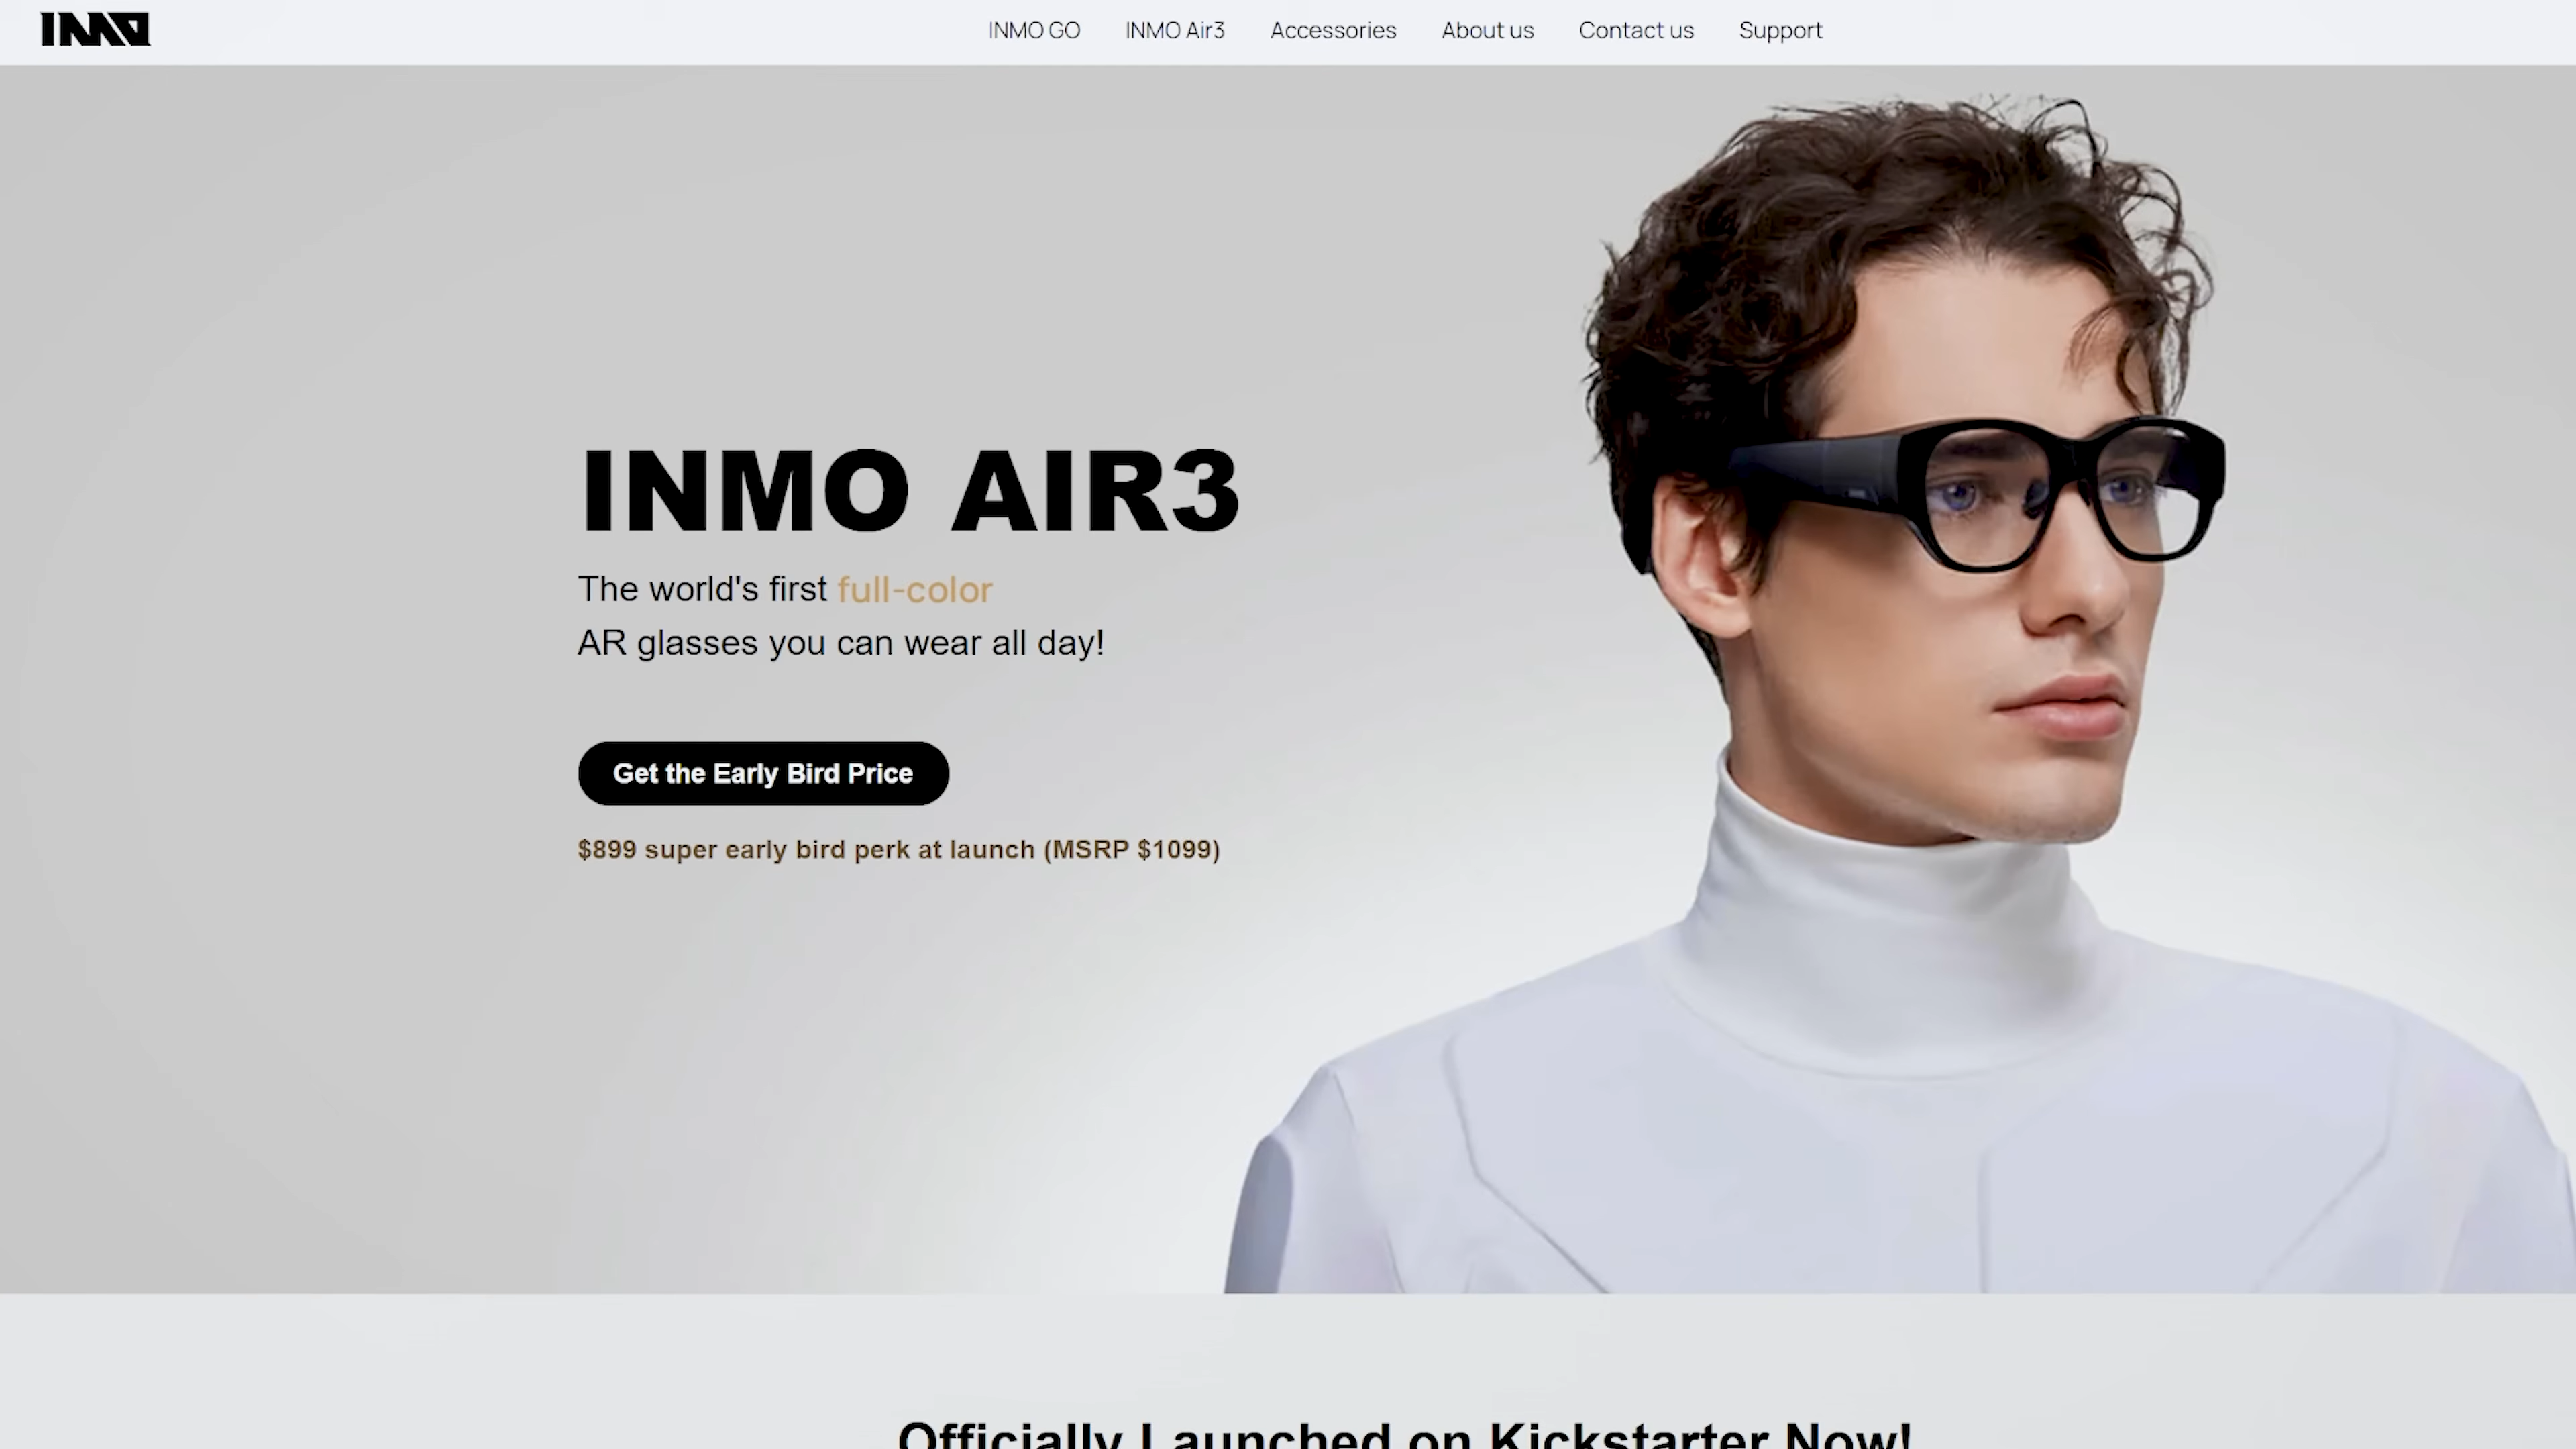 INMO
INMO GO
INMO Air3
Accessories
About us
Contact us
Support
INMO AIR3
The world's first full-color
AR glasses you can wear all day!
Get the Early Bird Price
$899 super early bird perk at launch (MSRP $1099)
Officially Launched on Kickstarter Now!